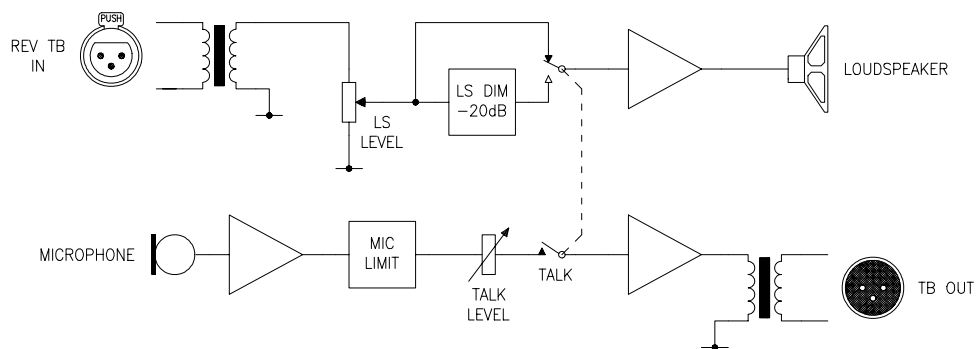 PUSH
REV TB
IN
LS
LEVEL
LS DIM
-20dB
LOUDSPEAKER
MICROPHONE
MIC
LIMIT
TALK
LEVEL
TALK
TB OUT